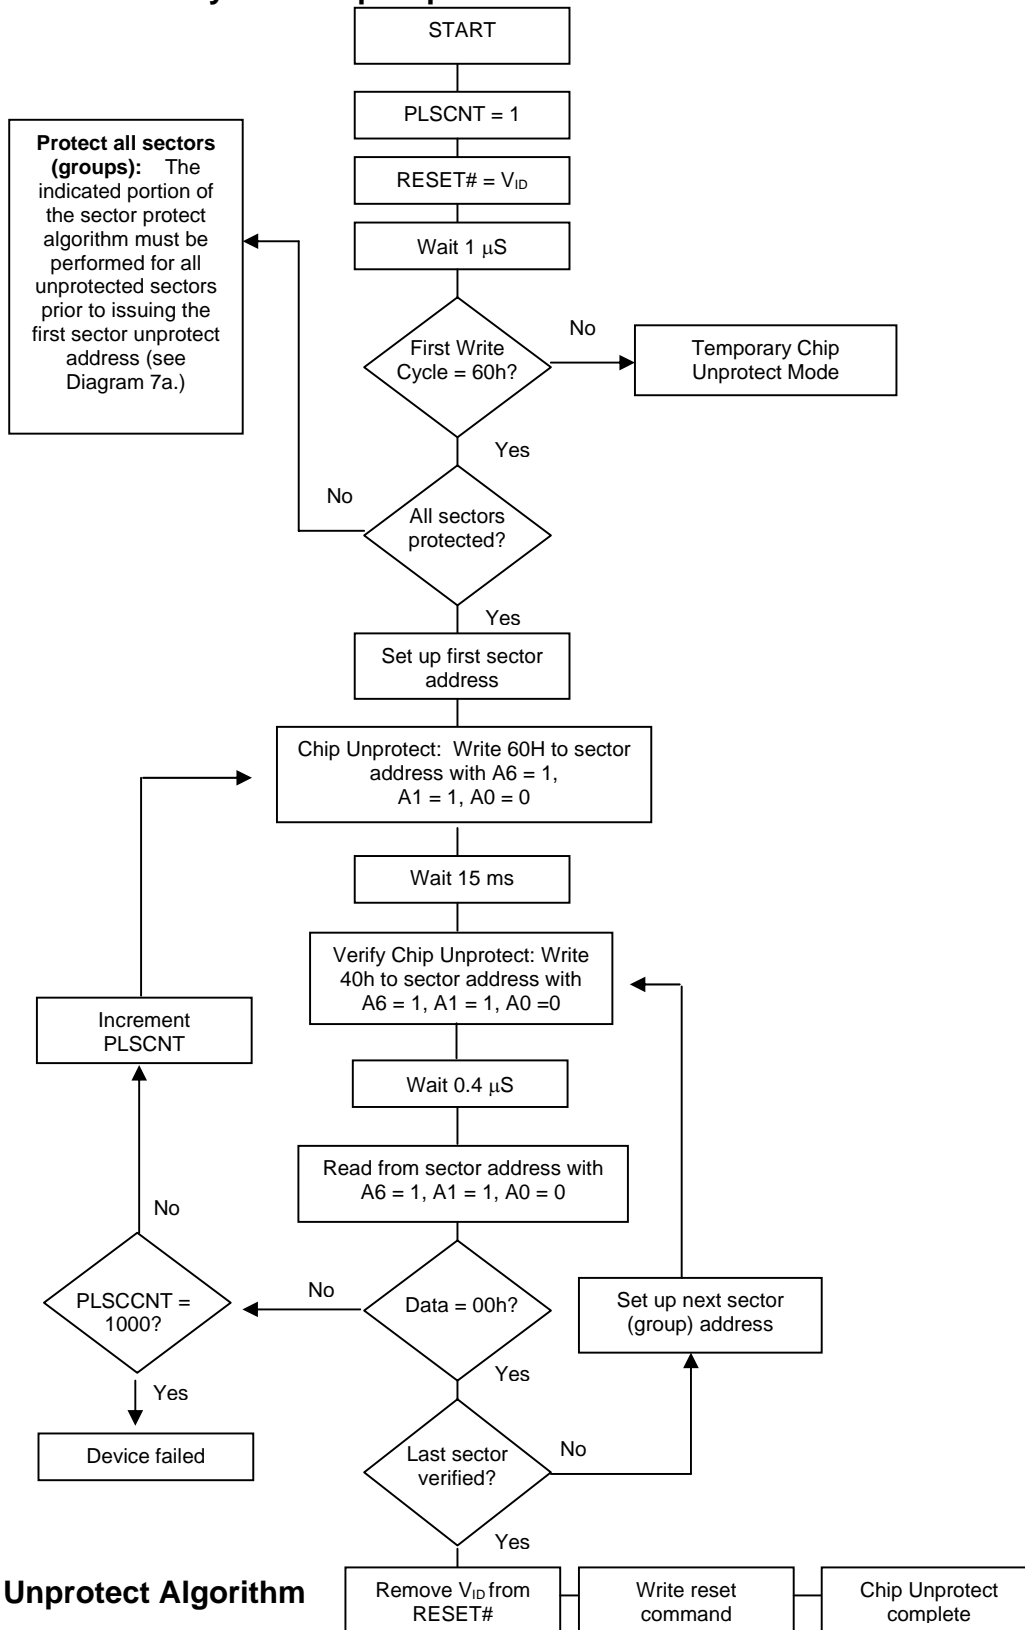 START
PLSCNT = 1
RESET# = VID
Wait 1 μS
Protect all sectors
(groups): The
indicated portion of
the sector protect
algorithm must be
performed for all
unprotected sectors
prior to issuing the
first sector unprotect
address (see
Diagram 7a.)
First Write
Cycle = 60h?
No
Temporary Chip
Unprotect Mode
Yes
All sectors
protected?
No
Yes
Set up first sector
address
Chip Unprotect: Write 60H to sector
address with A6 = 1,
A1 = 1, A0 = 0
Wait 15 ms
Verify Chip Unprotect: Write
40h to sector address with
A6 = 1, A1 = 1, A0 =0
Increment
PLSCNT
Wait 0.4 μS
Read from sector address with
A6 = 1, A1 = 1, A0 = 0
No
PLSCCNT =
1000?
No
Data = 00h?
Set up next sector
(group) address
Yes
Yes
Device failed
Last sector
verified?
No
Yes
Unprotect Algorithm
Remove VID from
RESET#
Write reset
command
Chip Unprotect
complete